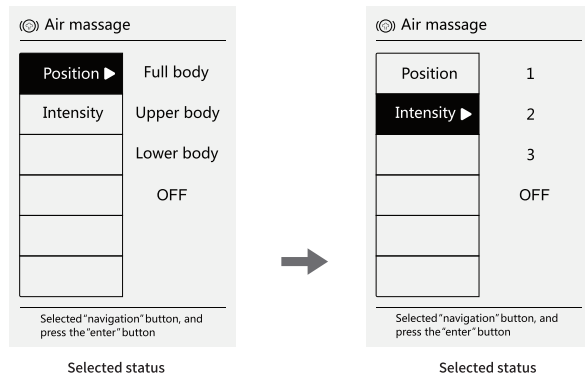 Air massage
Position Full body
Intensity Upper body
Lower body
OFF
Selected "navigation" button, and
press the "enter" button
Selected status
Air massage
Position 1
Intensity 2
3
OFF
Selected "navigation" button, and
press the "enter" button
Selected status